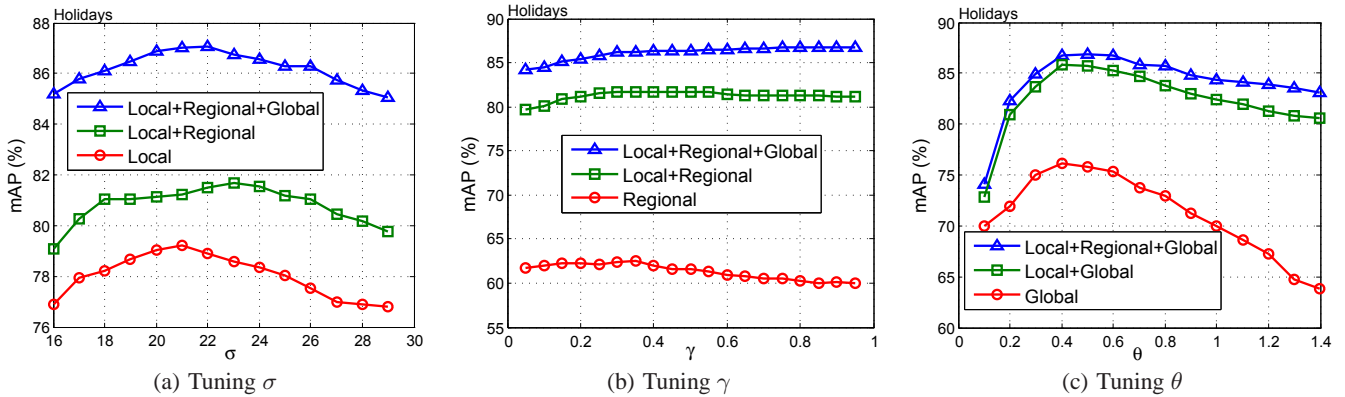 Holidays
88
86
84
82
80
78
76
mAP (%)
Local+Regional+Global
Local+Regional
Local
16 18 20 22 24 26 28 30
σ
(a) Tuning σ
Holidays
90
85
80
75
70
65
60
55
mAP (%)
Local+Regional+Global
Local+Regional
Regional
0 0.2 0.4 0.6 0.8 1
γ
(b) Tuning γ
Holidays
90
85
80
75
70
65
60
mAP (%)
Local+Regional+Global
Local+Global
Global
0 0.2 0.4 0.6 0.8 1.0 1.2 1.4
θ
(c) Tuning θ